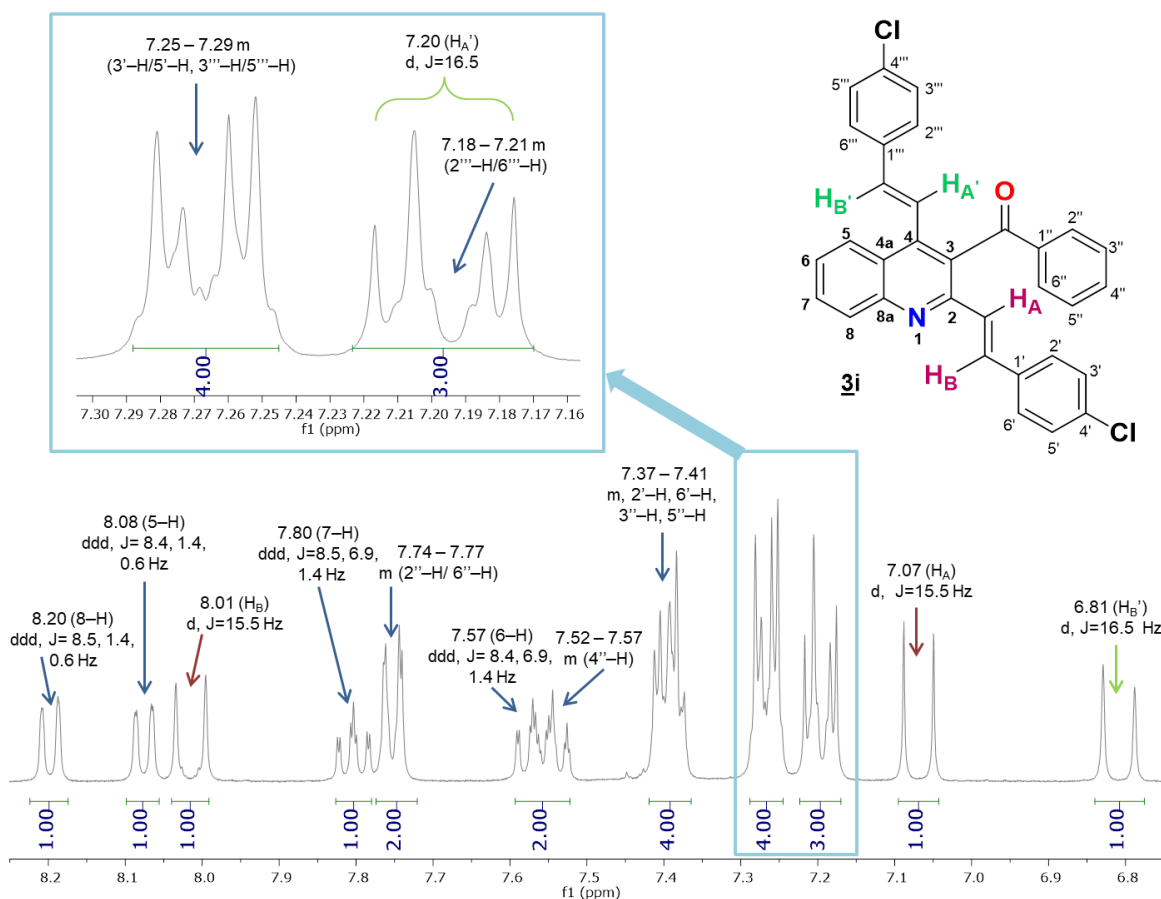 7.25 – 7.29 m
(3'–H/5'–H, 3'''–H/5'''–H)
7.20 (HA')
d, J=16.5
7.18 – 7.21 m
(2'''–H/6'''–H)
4.00
3.00
7.30 7.29 7.28 7.27 7.26 7.25 7.24 7.23 7.22 7.21 7.20 7.19 7.18 7.17 7.16
f1 (ppm)
Cl
4'''
5'''
3'''
6'''
2'''
1'''
HB'
HA'
O
5
4
4a
3
1''
2''
3''
6
6''
4''
7
8a
2
HA
5''
8
N
1
3i
HB
1'
2'
3'
6'
4'
5'
Cl
8.20 (8–H)
ddd, J= 8.5, 1.4,
0.6 Hz
8.08 (5–H)
ddd, J= 8.4, 1.4,
0.6 Hz
8.01 (HB)
d, J=15.5 Hz
7.80 (7–H)
ddd, J=8.5, 6.9,
1.4 Hz
7.74 – 7.77
m (2''–H/ 6''–H)
7.57 (6–H)
ddd, J= 8.4, 6.9,
1.4 Hz
7.52 – 7.57
m (4''–H)
7.37 – 7.41
m, 2'–H, 6'–H,
3''–H, 5''–H
7.07 (HA)
d, J=15.5 Hz
6.81 (HB')
d, J=16.5 Hz
1.00
1.00
1.00
1.00
2.00
2.00
4.00
4.00
3.00
1.00
1.00
8.2 8.1 8.0 7.9 7.8 7.7 7.6 7.5 7.4 7.3 7.2 7.1 7.0 6.9 6.8
f1 (ppm)